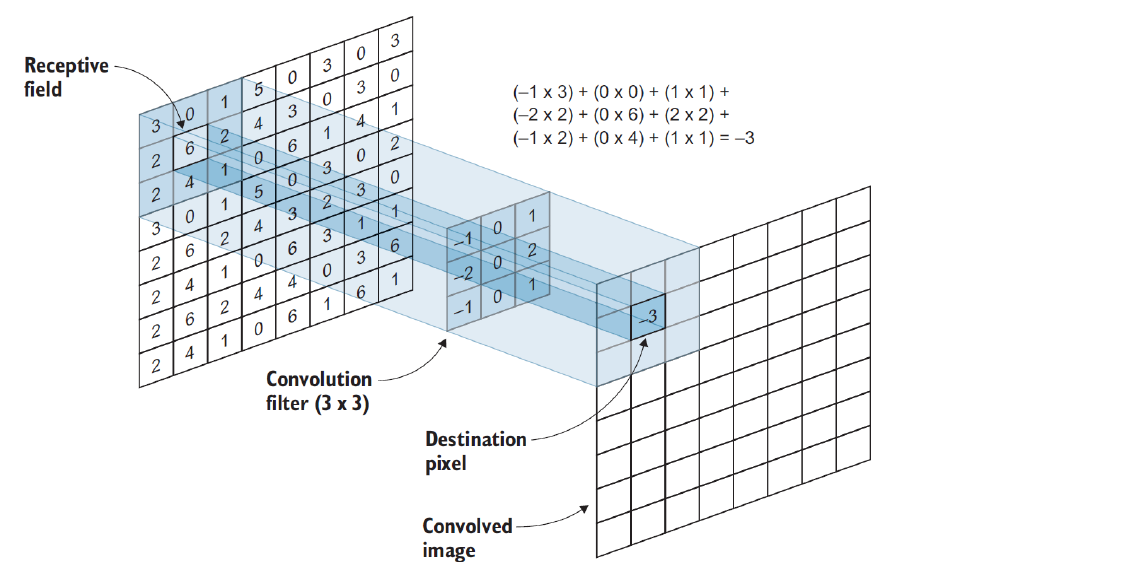 Receptive
field
3 0 1 5 0 3 0 3
2 6 2 4 3 0 3 0
2 4 1 0 6 1 4 1
3 0 1 5 0 3 0 2
2 6 2 4 3 2 3 0
2 4 1 0 6 3 1 1
2 6 2 4 4 0 3 6
2 4 1 0 6 1 6 1
(–1 x 3) + (0 x 0) + (1 x 1) +
(–2 x 2) + (0 x 6) + (2 x 2) +
(–1 x 2) + (0 x 4) + (1 x 1) = –3
–1 0 1
–2 0 2
–1 0 1
–3
Convolution
filter (3 x 3)
Destination
pixel
Convolved
image